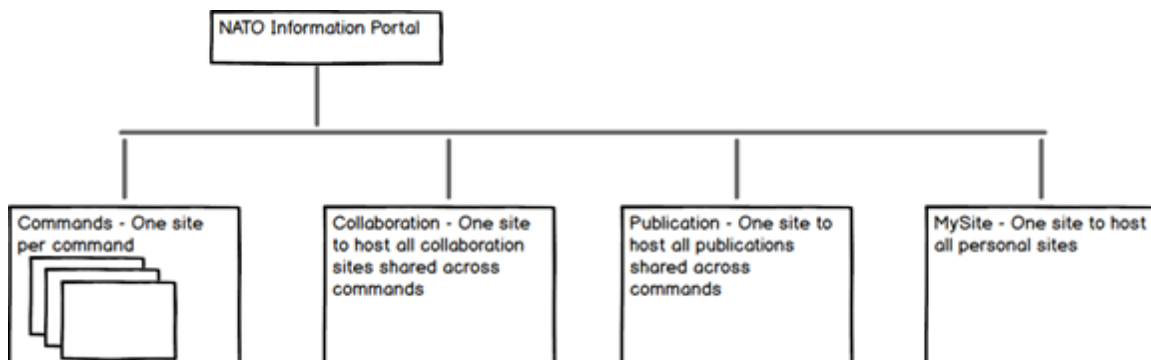 NATO Information Portal
Commands - One site
per command
Collaboration - One site
to host all collaboration
sites shared across
commands
Publication - One site to
host all publications
shared across
commands
MySite - One site to host
all personal sites